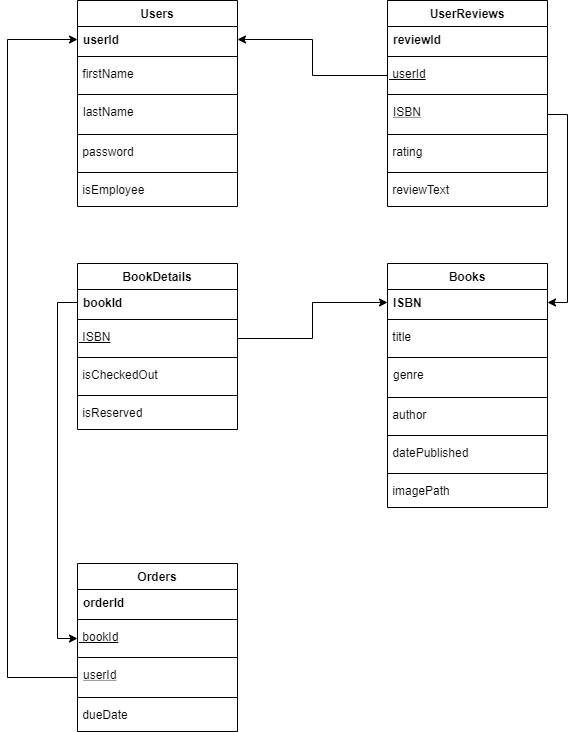 Users
userId
firstName
lastName
password
isEmployee
UserReviews
reviewId
userId
ISBN
rating
reviewText
BookDetails
bookId
ISBN
isCheckedOut
isReserved
Books
ISBN
title
genre
author
datePublished
imagePath
Orders
orderId
bookId
userId
dueDate